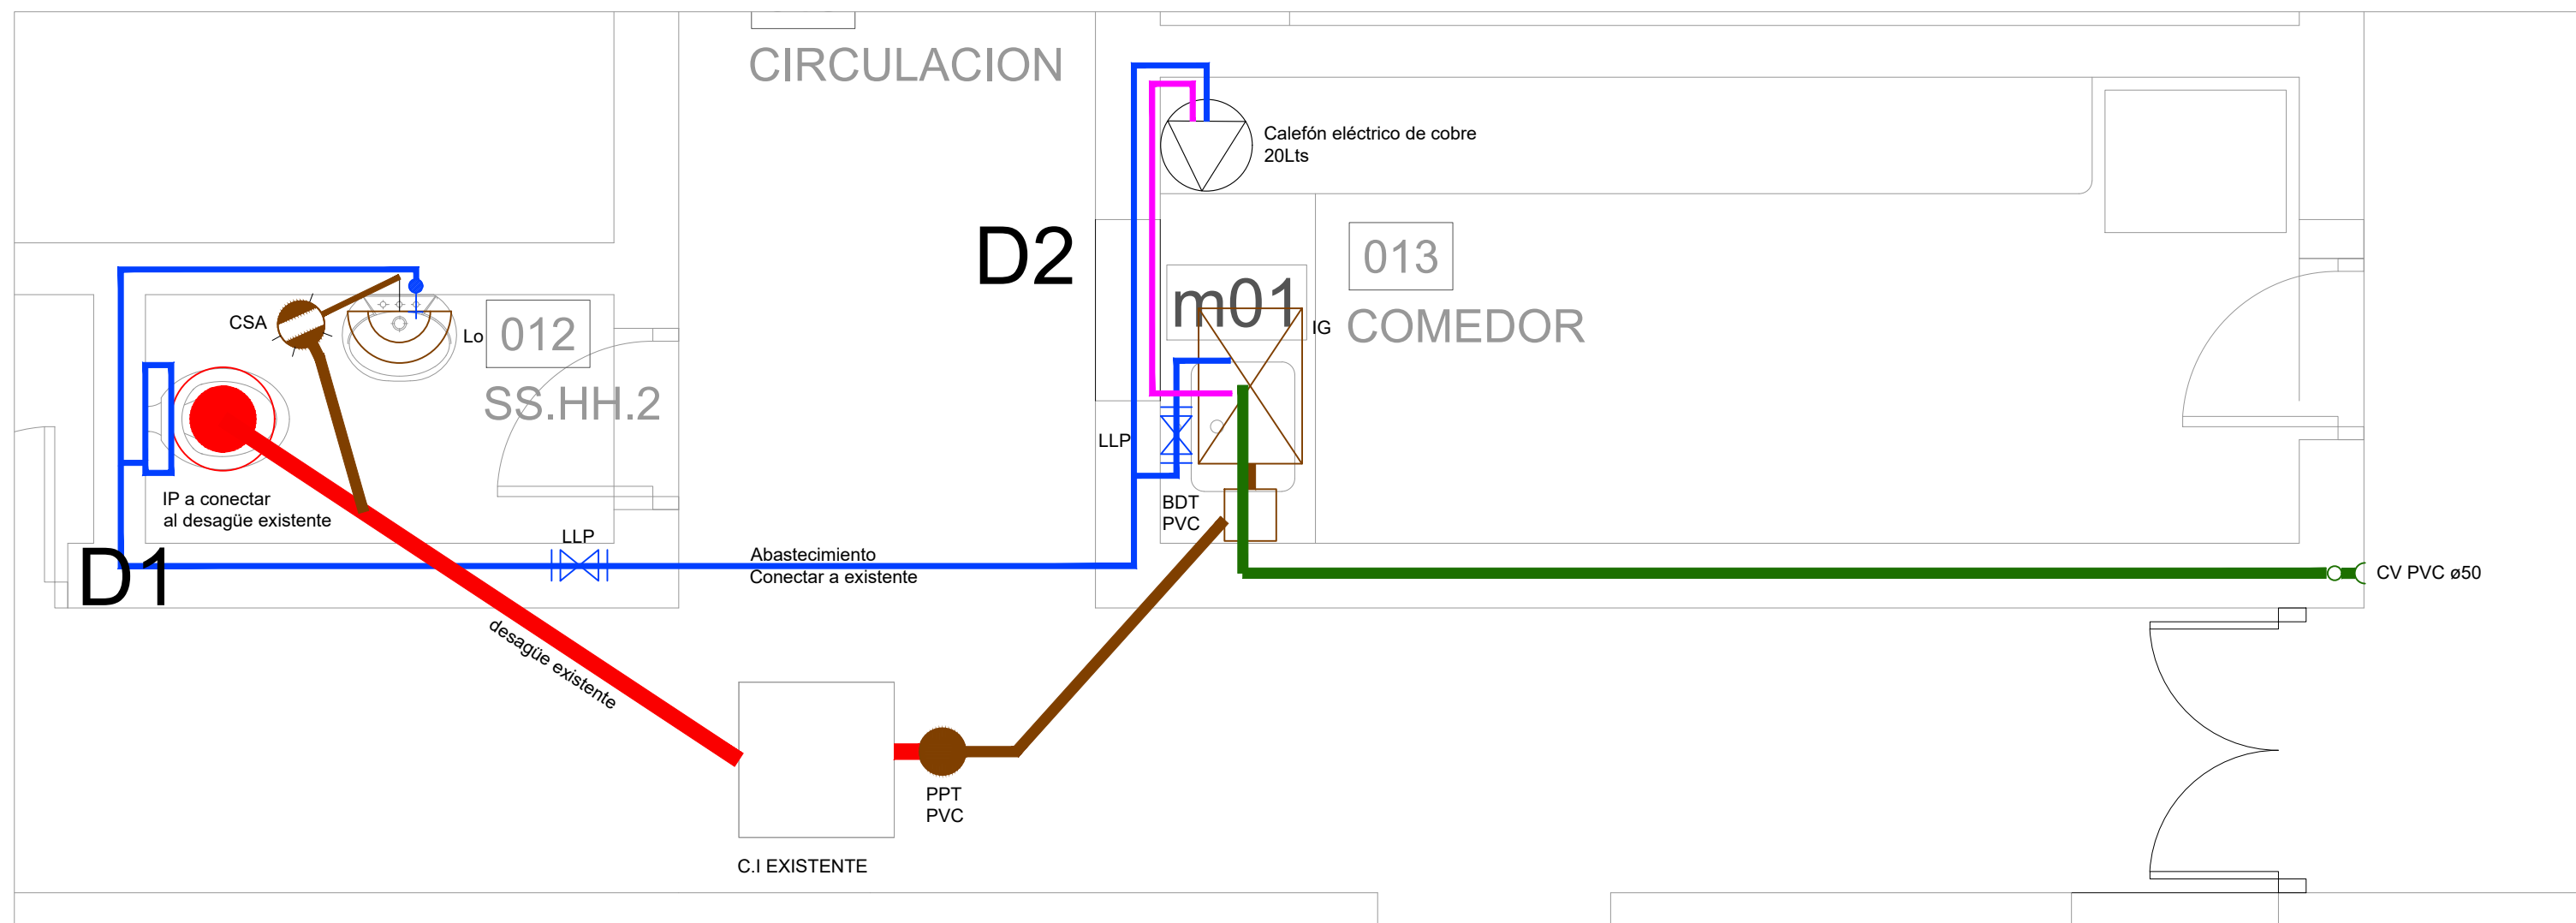 CIRCULACION
Calefón eléctrico de cobre
20Lts
D2
013
COMEDOR
m01
IG
CSA
Lo
012
SS.HH.2
LLP
IP a conectar
al desagüe existente
BDT
PVC
D1
LLP
Abastecimiento
Conectar a existente
CV PVC ø50
desagüe existente
PPT
PVC
C.I EXISTENTE